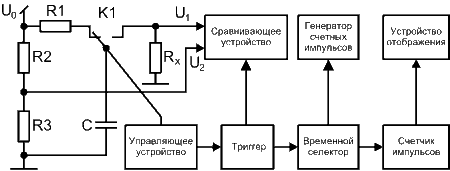 U0
R1
K1
U1
Сравнивающее
устройство
Генератор
счетных
импульсов
Устройство
отображения
R2
Rx
U2
R3
C
Управляющее
устройство
Триггер
Временной
селектор
Счетчик
импульсов